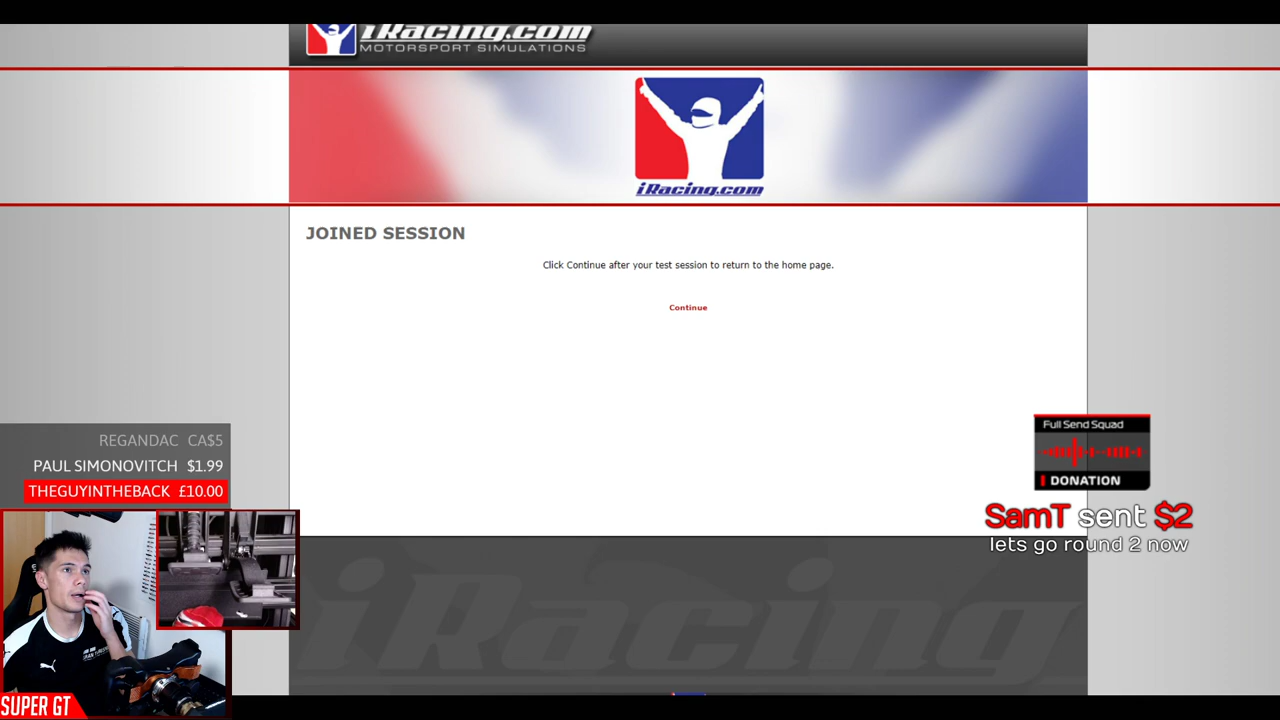 iRacing.com
MOTORSPORT SIMULATIONS
iRacing.com
JOINED SESSION
Click Continue after your test session to return to the home page.
Continue
REGANDAC CA$5
PAUL SIMONOVITCH $1.99
THEGUYINTHEBACK £10.00
Full Send Squad
DONATION
SamT sent $2
lets go round 2 now
iRacing
SUPER GT